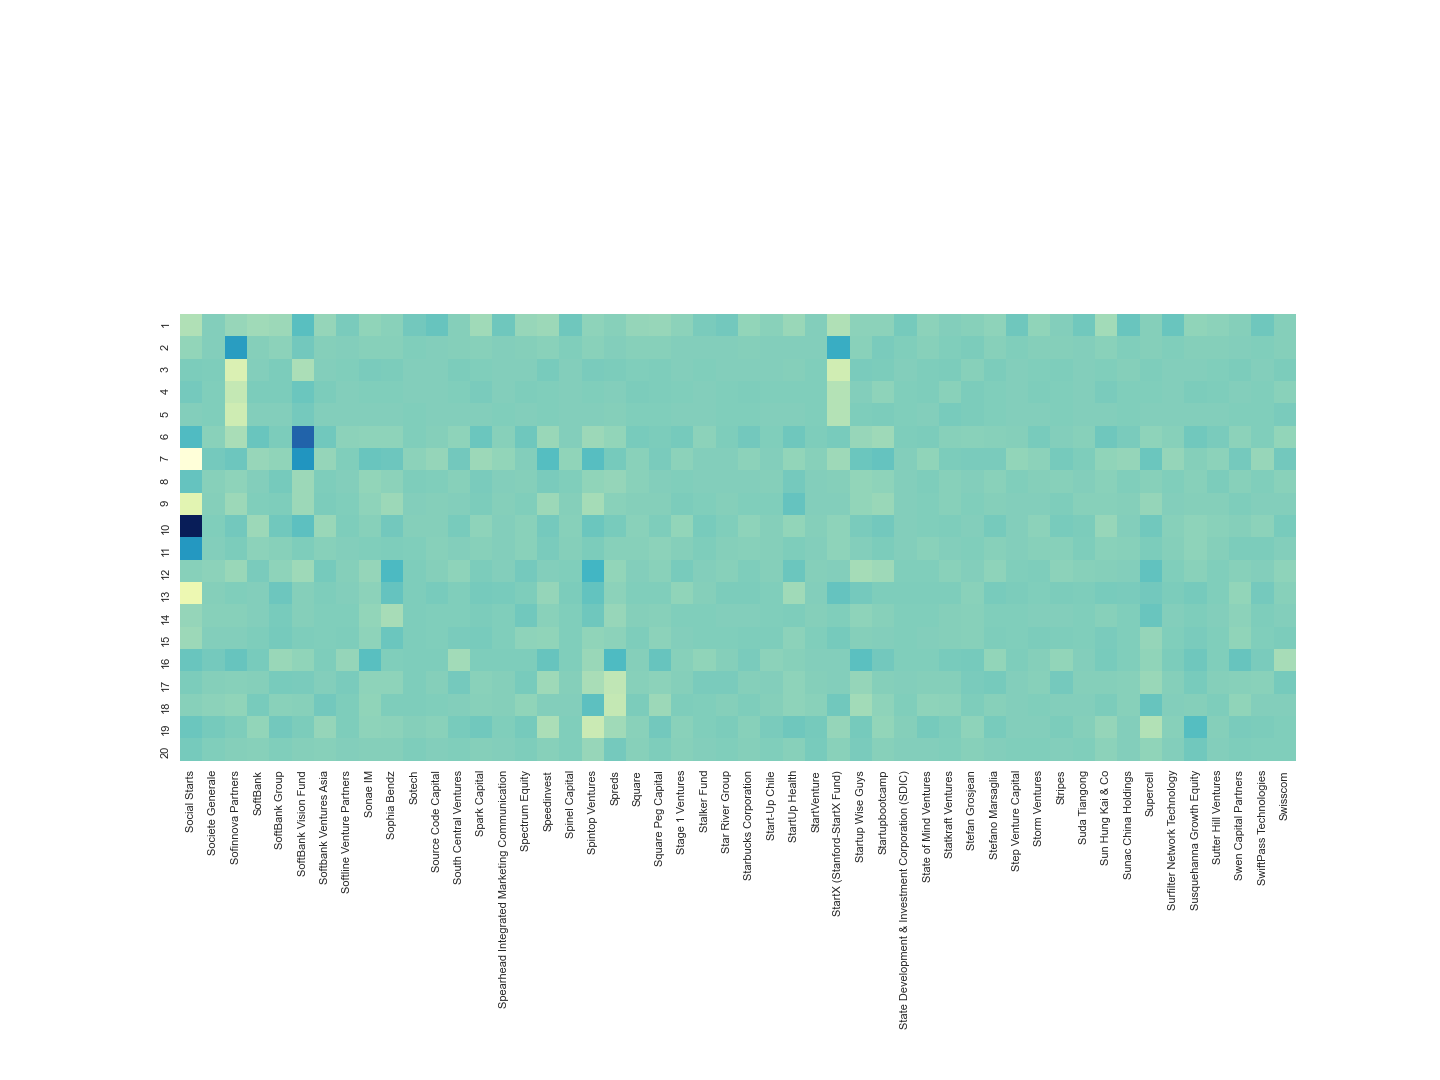 1
2
3
4
5
6
7
8
9
10
11
12
13
14
15
16
17
18
19
20
Social Starts
Societe Generale
Sofinnova Partners
SoftBank
SoftBank Group
SoftBank Vision Fund
Softbank Ventures Asia
Softline Venture Partners
Sonae IM
Sophia Bendz
Sotech
Source Code Capital
South Central Ventures
Spark Capital
Spearhead Integrated Marketing Communication
Spectrum Equity
Speedinvest
Spinel Capital
Spintop Ventures
Spreds
Square
Square Peg Capital
Stage 1 Ventures
Stalker Fund
Star River Group
Starbucks Corporation
Start-Up Chile
StartUp Health
StartVenture
StartX (Stanford-StartX Fund)
Startup Wise Guys
Startupbootcamp
State Development & Investment Corporation (SDIC)
State of Mind Ventures
Statkraft Ventures
Stefan Grosjean
Stefano Marsaglia
Step Venture Capital
Storm Ventures
Stripes
Suda Tiangong
Sun Hung Kai & Co
Sunac China Holdings
Supercell
Surfilter Network Technology
Susquehanna Growth Equity
Sutter Hill Ventures
Swen Capital Partners
SwiftPass Technologies
Swisscom